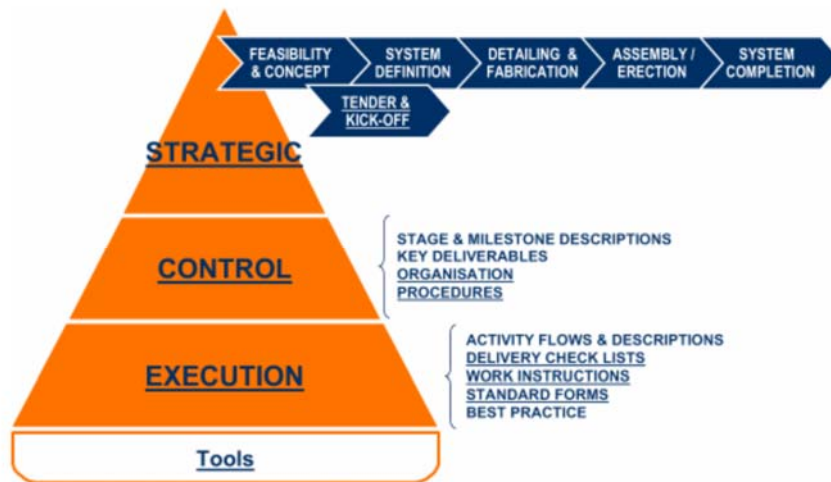 FEASIBILITY
& CONCEPT
SYSTEM
DEFINITION
DETAILING &
FABRICATION
ASSEMBLY /
ERECTION
SYSTEM
COMPLETION
TENDER &
KICK-OFF
STRATEGIC
CONTROL
STAGE & MILESTONE DESCRIPTIONS
KEY DELIVERABLES
ORGANISATION
PROCEDURES
EXECUTION
ACTIVITY FLOWS & DESCRIPTIONS
DELIVERY CHECK LISTS
WORK INSTRUCTIONS
STANDARD FORMS
BEST PRACTICE
Tools